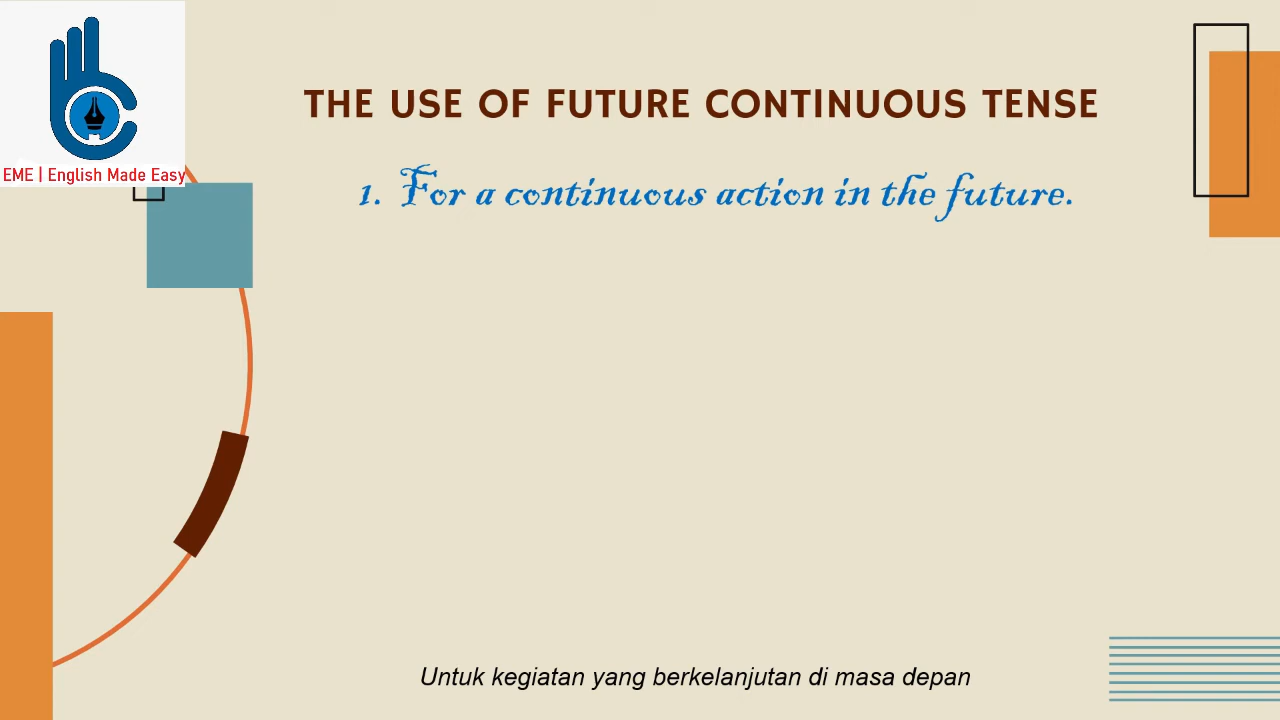 EME | English Made Easy
THE USE OF FUTURE CONTINUOUS TENSE
1. For a continuous action in the future.
Untuk kegiatan yang berkelanjutan di masa depan